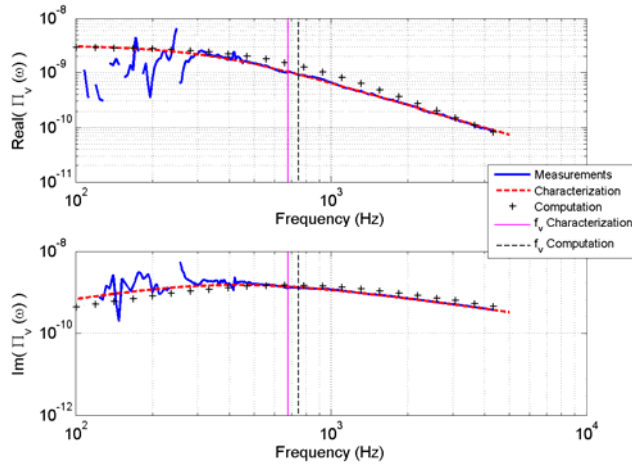 10^-8
10^-9
10^-10
10^-11
Real( Π_v (ω))
10^2
10^3
Frequency (Hz)
Measurements
Characterization
Computation
f_v Characterization
f_v Computation
10^-8
10^-10
10^-12
Im( Π_v (ω))
10^2
10^3
10^4
Frequency (Hz)